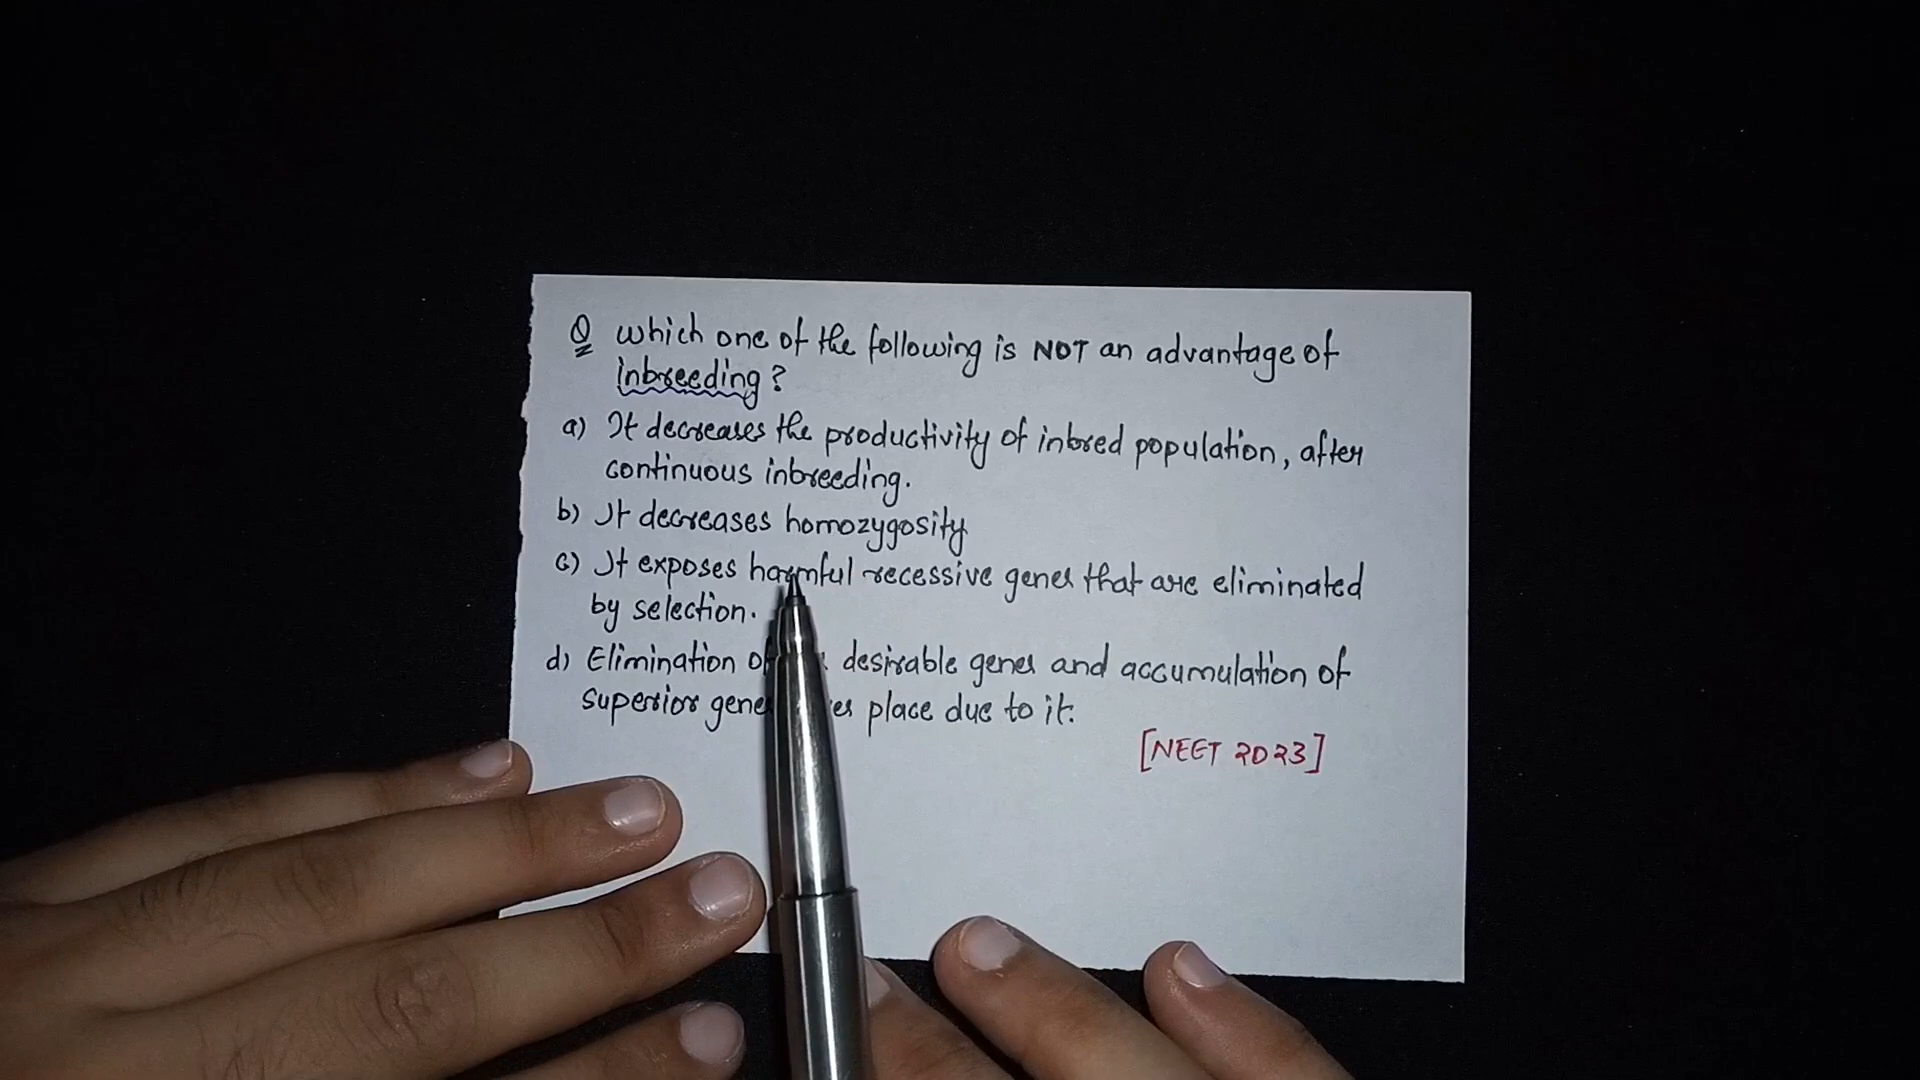 Q which one of the following is NOT an advantage of
inbreeding?
a) It decreases the productivity of inbred population, after
continuous inbreeding.
b) It decreases homozygosity
c) It exposes harmful recessive genes that are eliminated
by selection.
d) Elimination desirable genes and accumulation of
superior place due to it.
[NEET 2023]